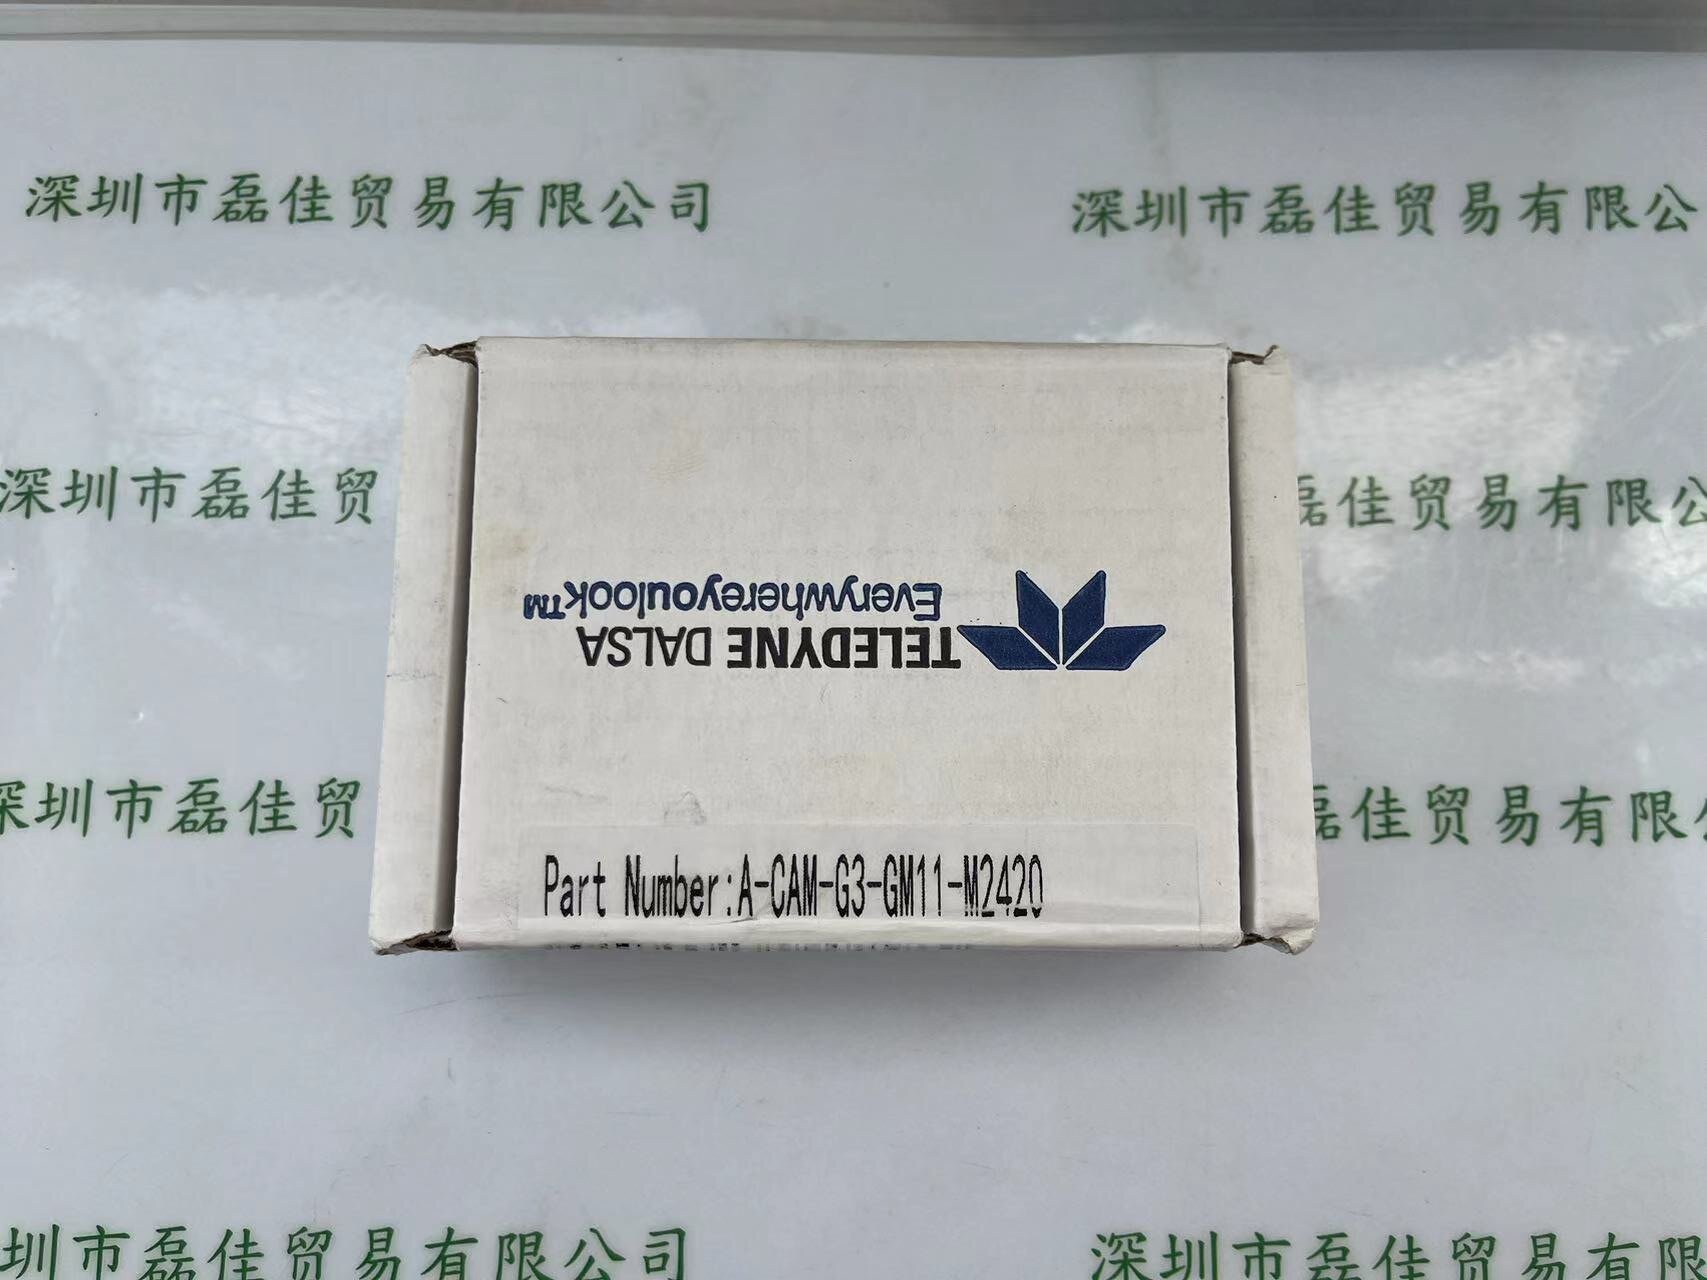 深圳市磊佳贸易有限公司
深圳市磊佳贸易有限公
深圳市磊佳贸
磊佳贸易有限公
Everywhereyoulook™
TELEDYNE DALSA
深圳市磊佳贸
磊佳贸易有限
Part Number:A-CAM-G3-GM11-M2420
圳市磊佳贸易有限公司
深圳市磊佳贸易有限